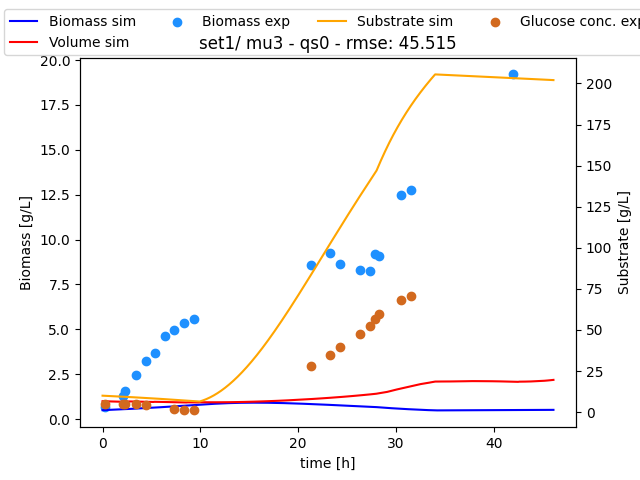 Biomass sim Biomass exp Substrate sim Glucose conc. exp
Volume sim
set1/ mu3 - qs0 - rmse: 45.515
20.0
17.5
15.0
12.5
10.0
7.5
5.0
2.5
0.0
Biomass [g/L]
200
175
150
125
100
75
50
25
0
Substrate [g/L]
0 10 20 30 40
time [h]